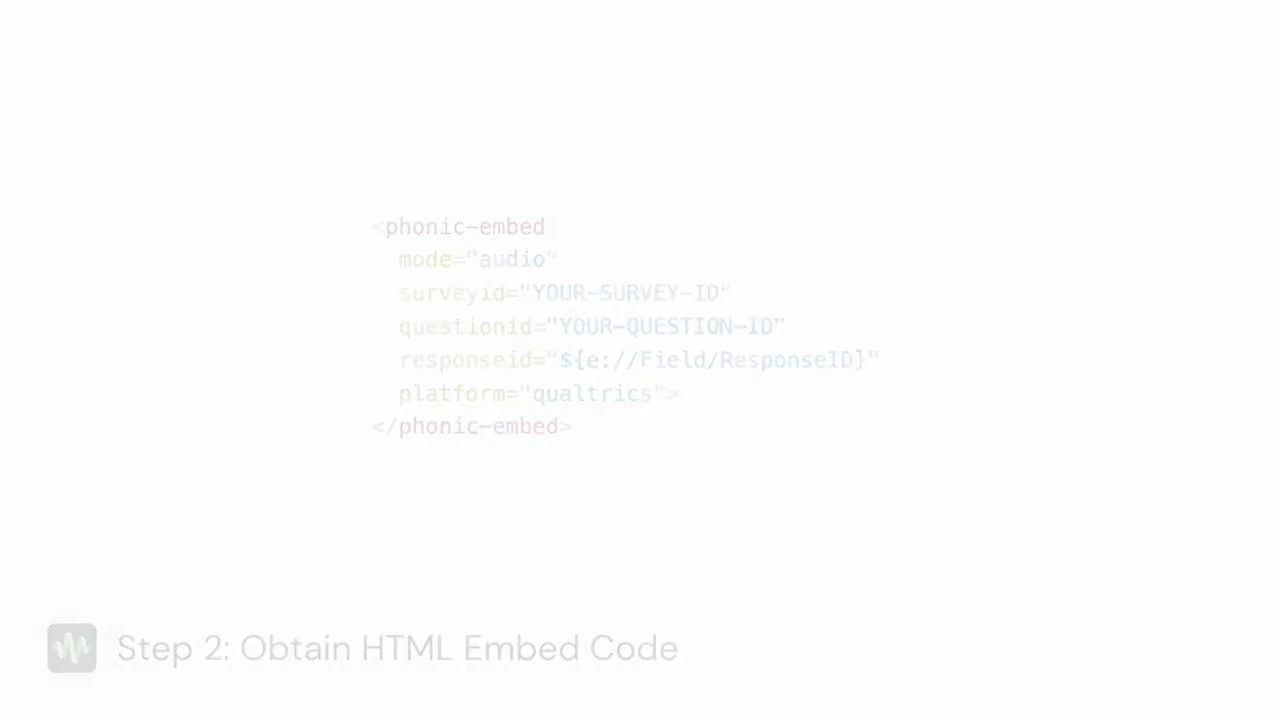 <phonic-embed
mode="audio"
surveyid="YOUR-SURVEY-ID"
questionid="YOUR-QUESTION-ID"
responseid="${e://Field/ResponseID}"
platform="qualtrics">
</phonic-embed>
Step 2: Obtain HTML Embed Code